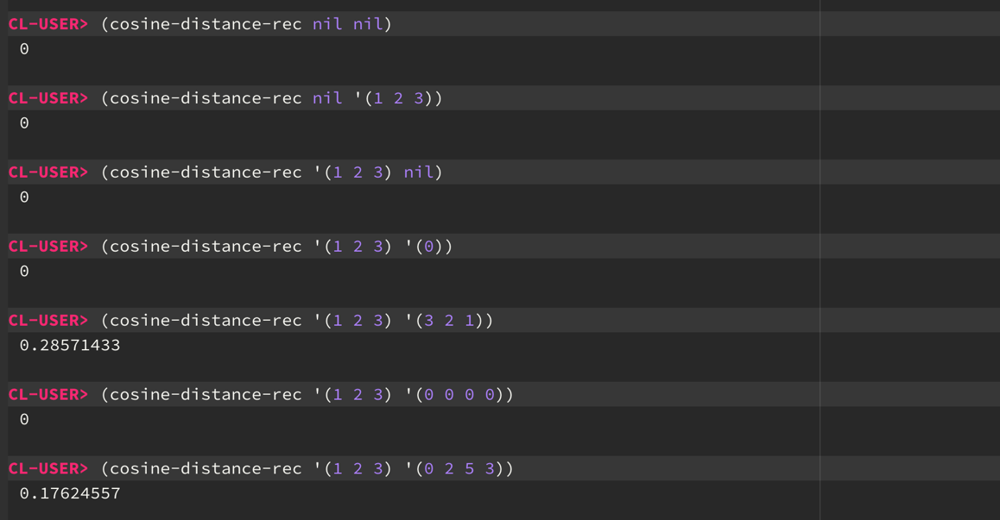 CL-USER> (cosine-distance-rec nil nil)
0
CL-USER> (cosine-distance-rec nil '(1 2 3))
0
CL-USER> (cosine-distance-rec '(1 2 3) nil)
0
CL-USER> (cosine-distance-rec '(1 2 3) '(0))
0
CL-USER> (cosine-distance-rec '(1 2 3) '(3 2 1))
0.28571433
CL-USER> (cosine-distance-rec '(1 2 3) '(0 0 0 0))
0
CL-USER> (cosine-distance-rec '(1 2 3) '(0 2 5 3))
0.17624557